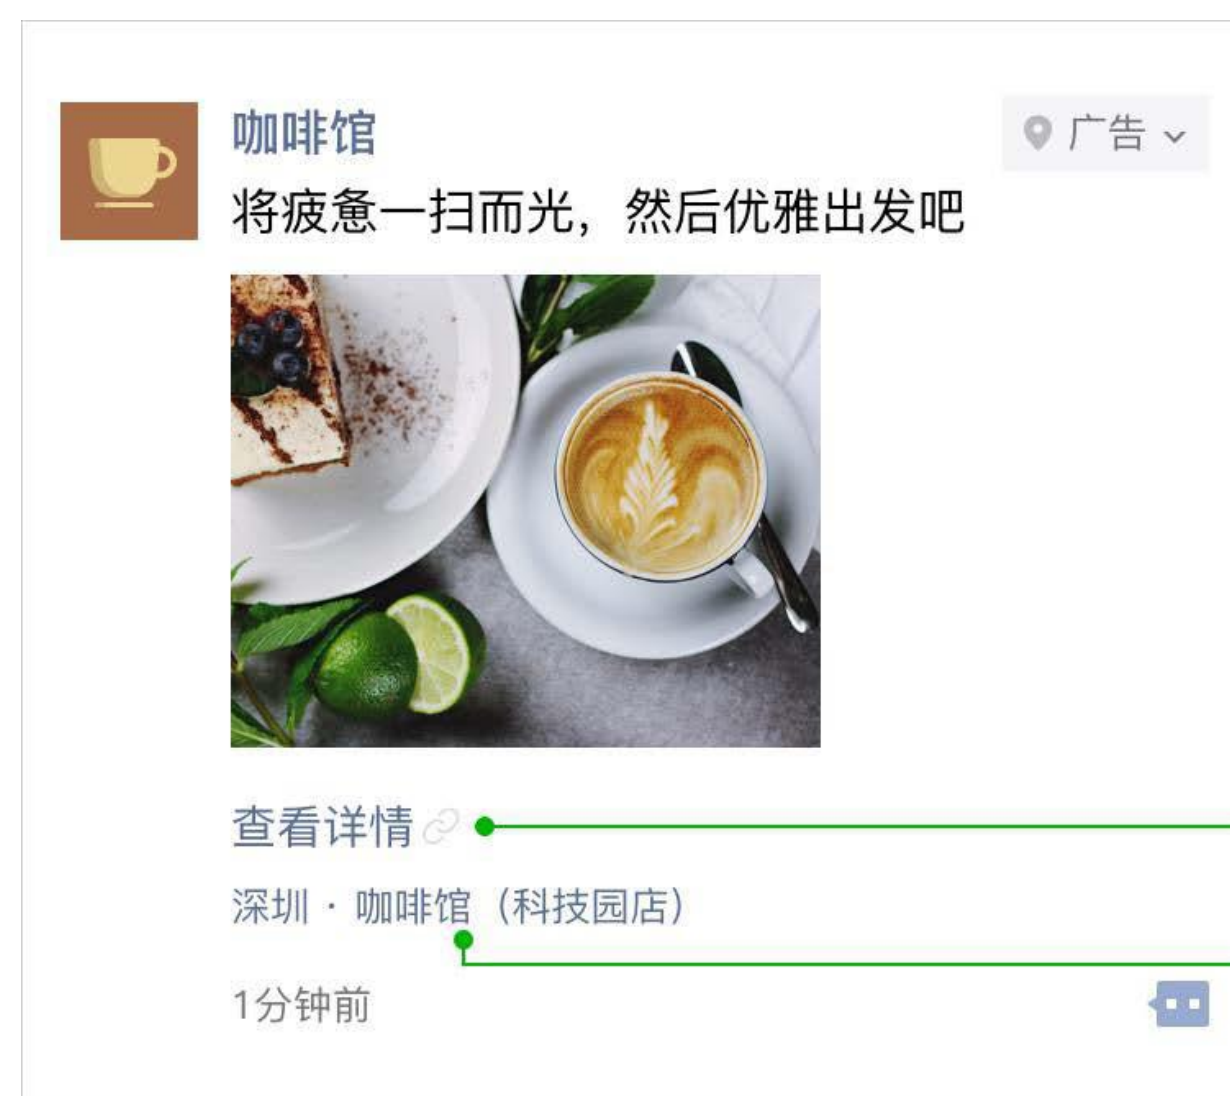 咖啡馆
广告
将疲惫一扫而光，然后优雅出发吧
查看详情
深圳 · 咖啡馆（科技园店）
1分钟前